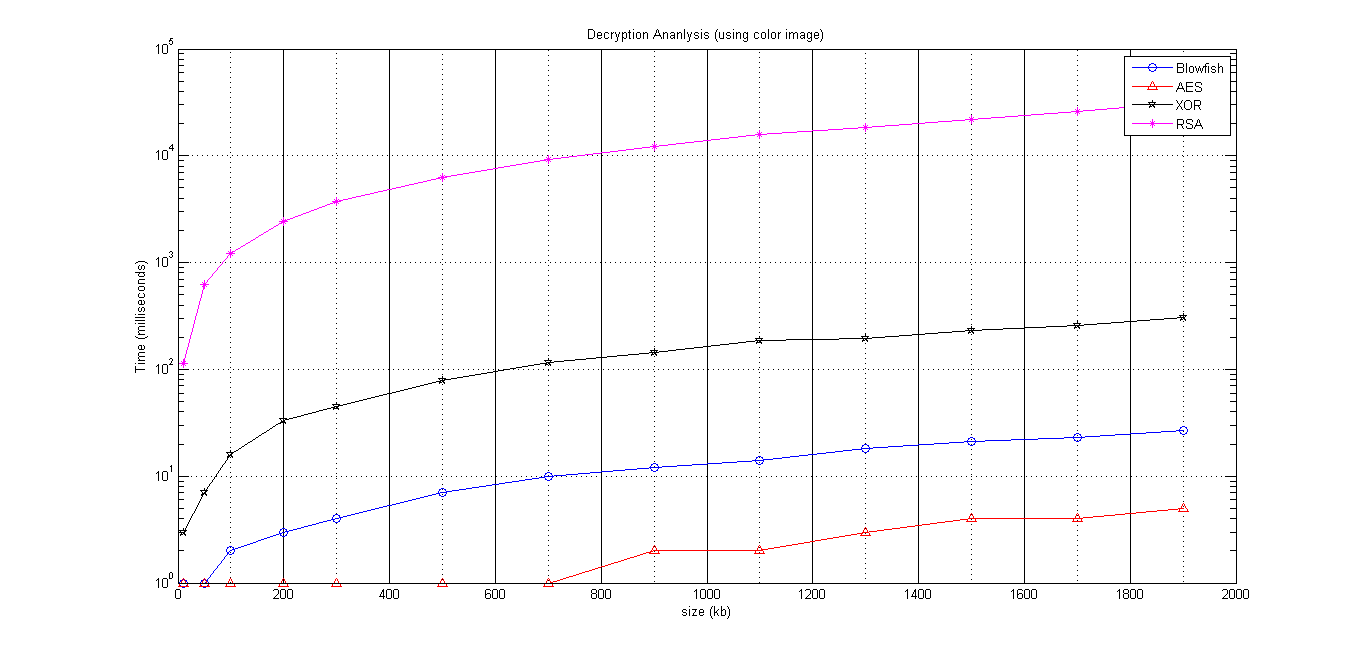 Decryption Ananlysis (using color image)
10^5
10^4
10^3
10^2
10^1
10^0
Time (milliseconds)
Blowfish
AES
XOR
RSA
0 200 400 600 800 1000 1200 1400 1600 1800 2000
size (kb)